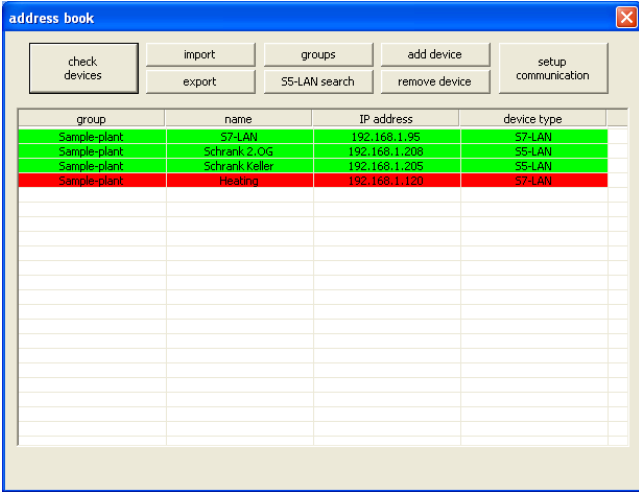 address book
check devices
import
groups
add device
setup communication
export
S5-LAN search
remove device
group name IP address device type
Sample-plant S7-LAN 192.168.1.95 S7-LAN
Sample-plant Schrank 2.OG 192.168.1.208 S5-LAN
Sample-plant Schrank Keller 192.168.1.205 S5-LAN
Sample-plant Heating 192.168.1.120 S7-LAN